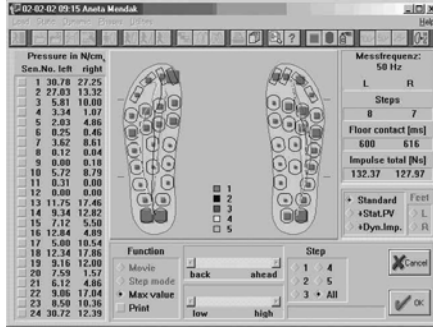 02-02-02 09:15 Aneta Mendak
Load Static Dynamic Phases Utilities Help
Pressure in N/cm²
Sen.No. left right
1 30.78 27.25
2 27.03 13.32
3 5.81 10.00
4 3.34 1.07
5 2.03 4.86
6 0.25 0.46
7 3.62 8.61
8 0.12 0.04
9 0.00 0.18
10 5.72 8.79
11 0.31 0.00
12 0.00 0.00
13 11.75 17.46
14 9.34 12.82
15 7.12 5.50
16 12.84 4.89
17 5.00 10.54
18 12.34 17.86
19 9.16 12.00
20 7.59 1.57
21 6.12 4.86
22 9.06 17.04
23 8.50 10.36
24 30.72 12.39
1
2
3
4
5
Messfrequenz:
50 Hz
L R
Steps
8 7
Floor contact [ms]
600 616
Impulse total [Ns]
132.37 127.97
Standard
+Stat.PV
+Dyn.Imp.
Feet
L
R
Function
Movie
Step mode
Max value
Print
back ahead
low high
Step
1 4
2 5
3 All
Cancel
OK